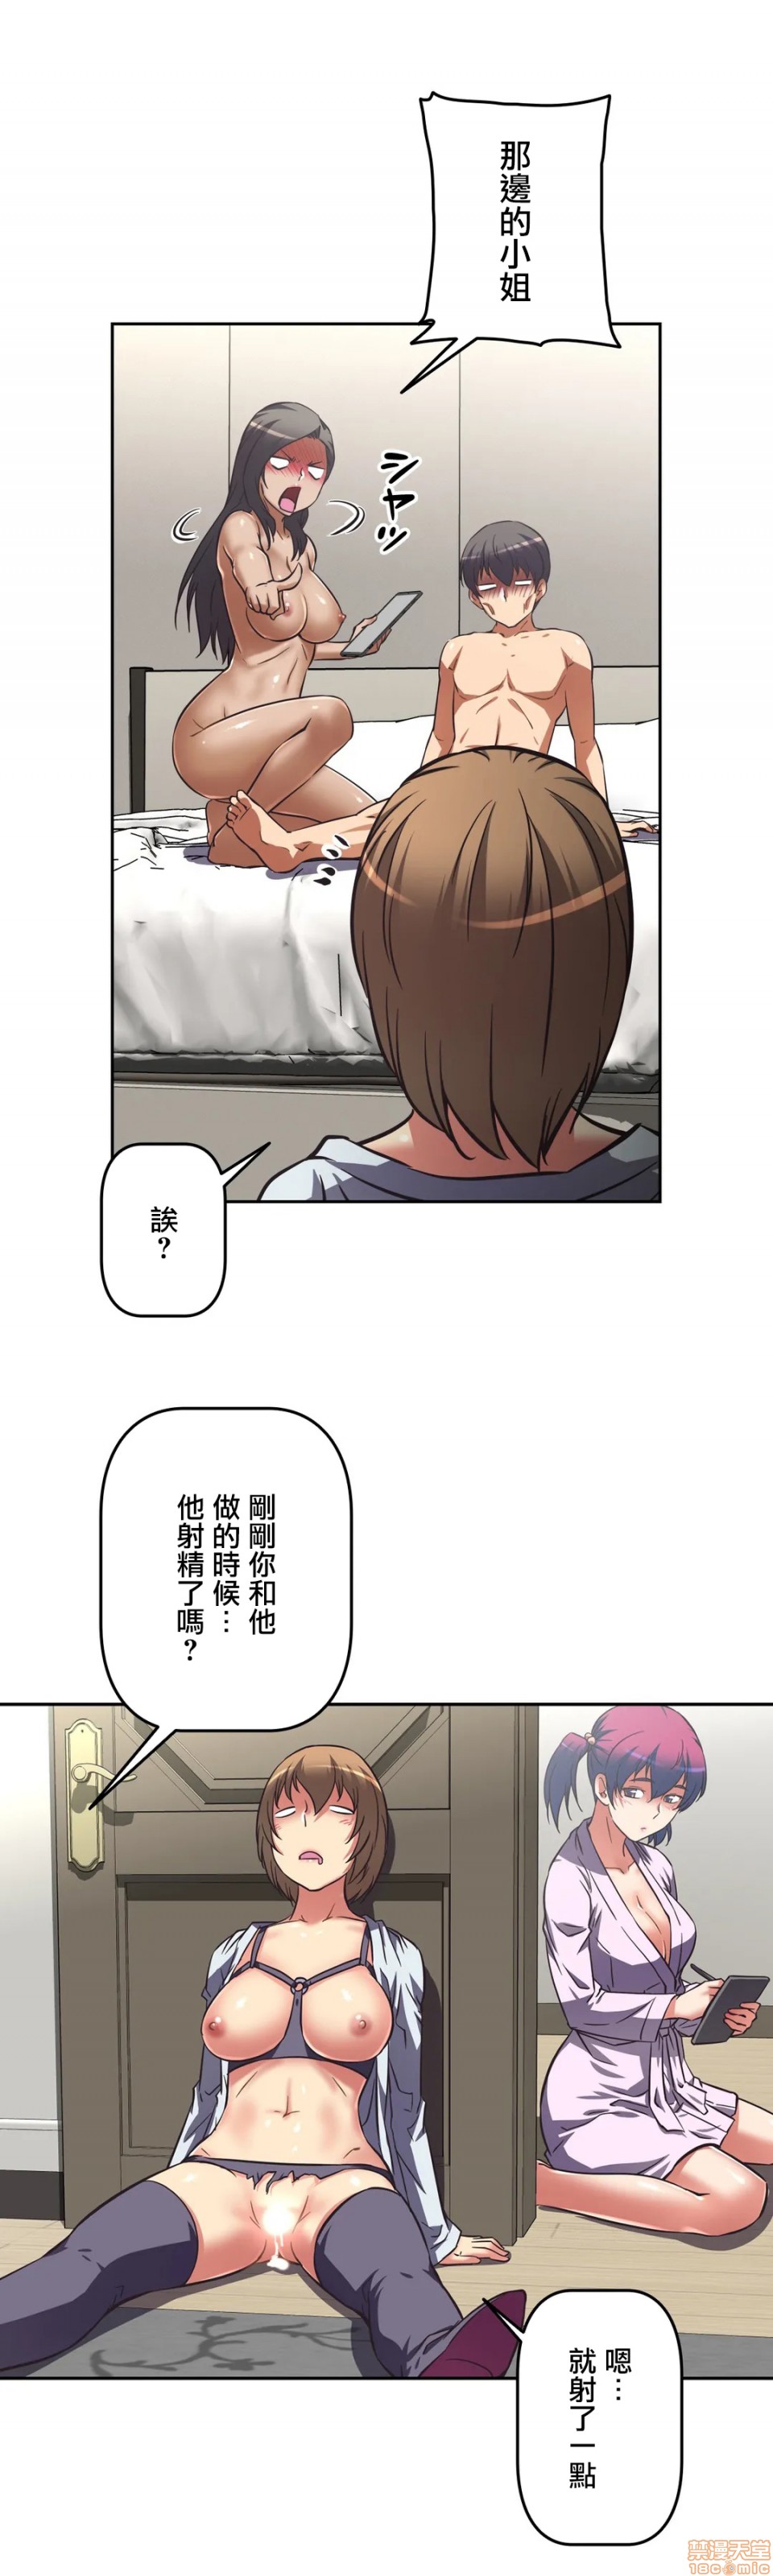 那邊的小姐
シャッ
誒?
剛剛你和他
做的時候…
他射精了嗎?
嗯…
就射了一點
禁漫天堂
18comic